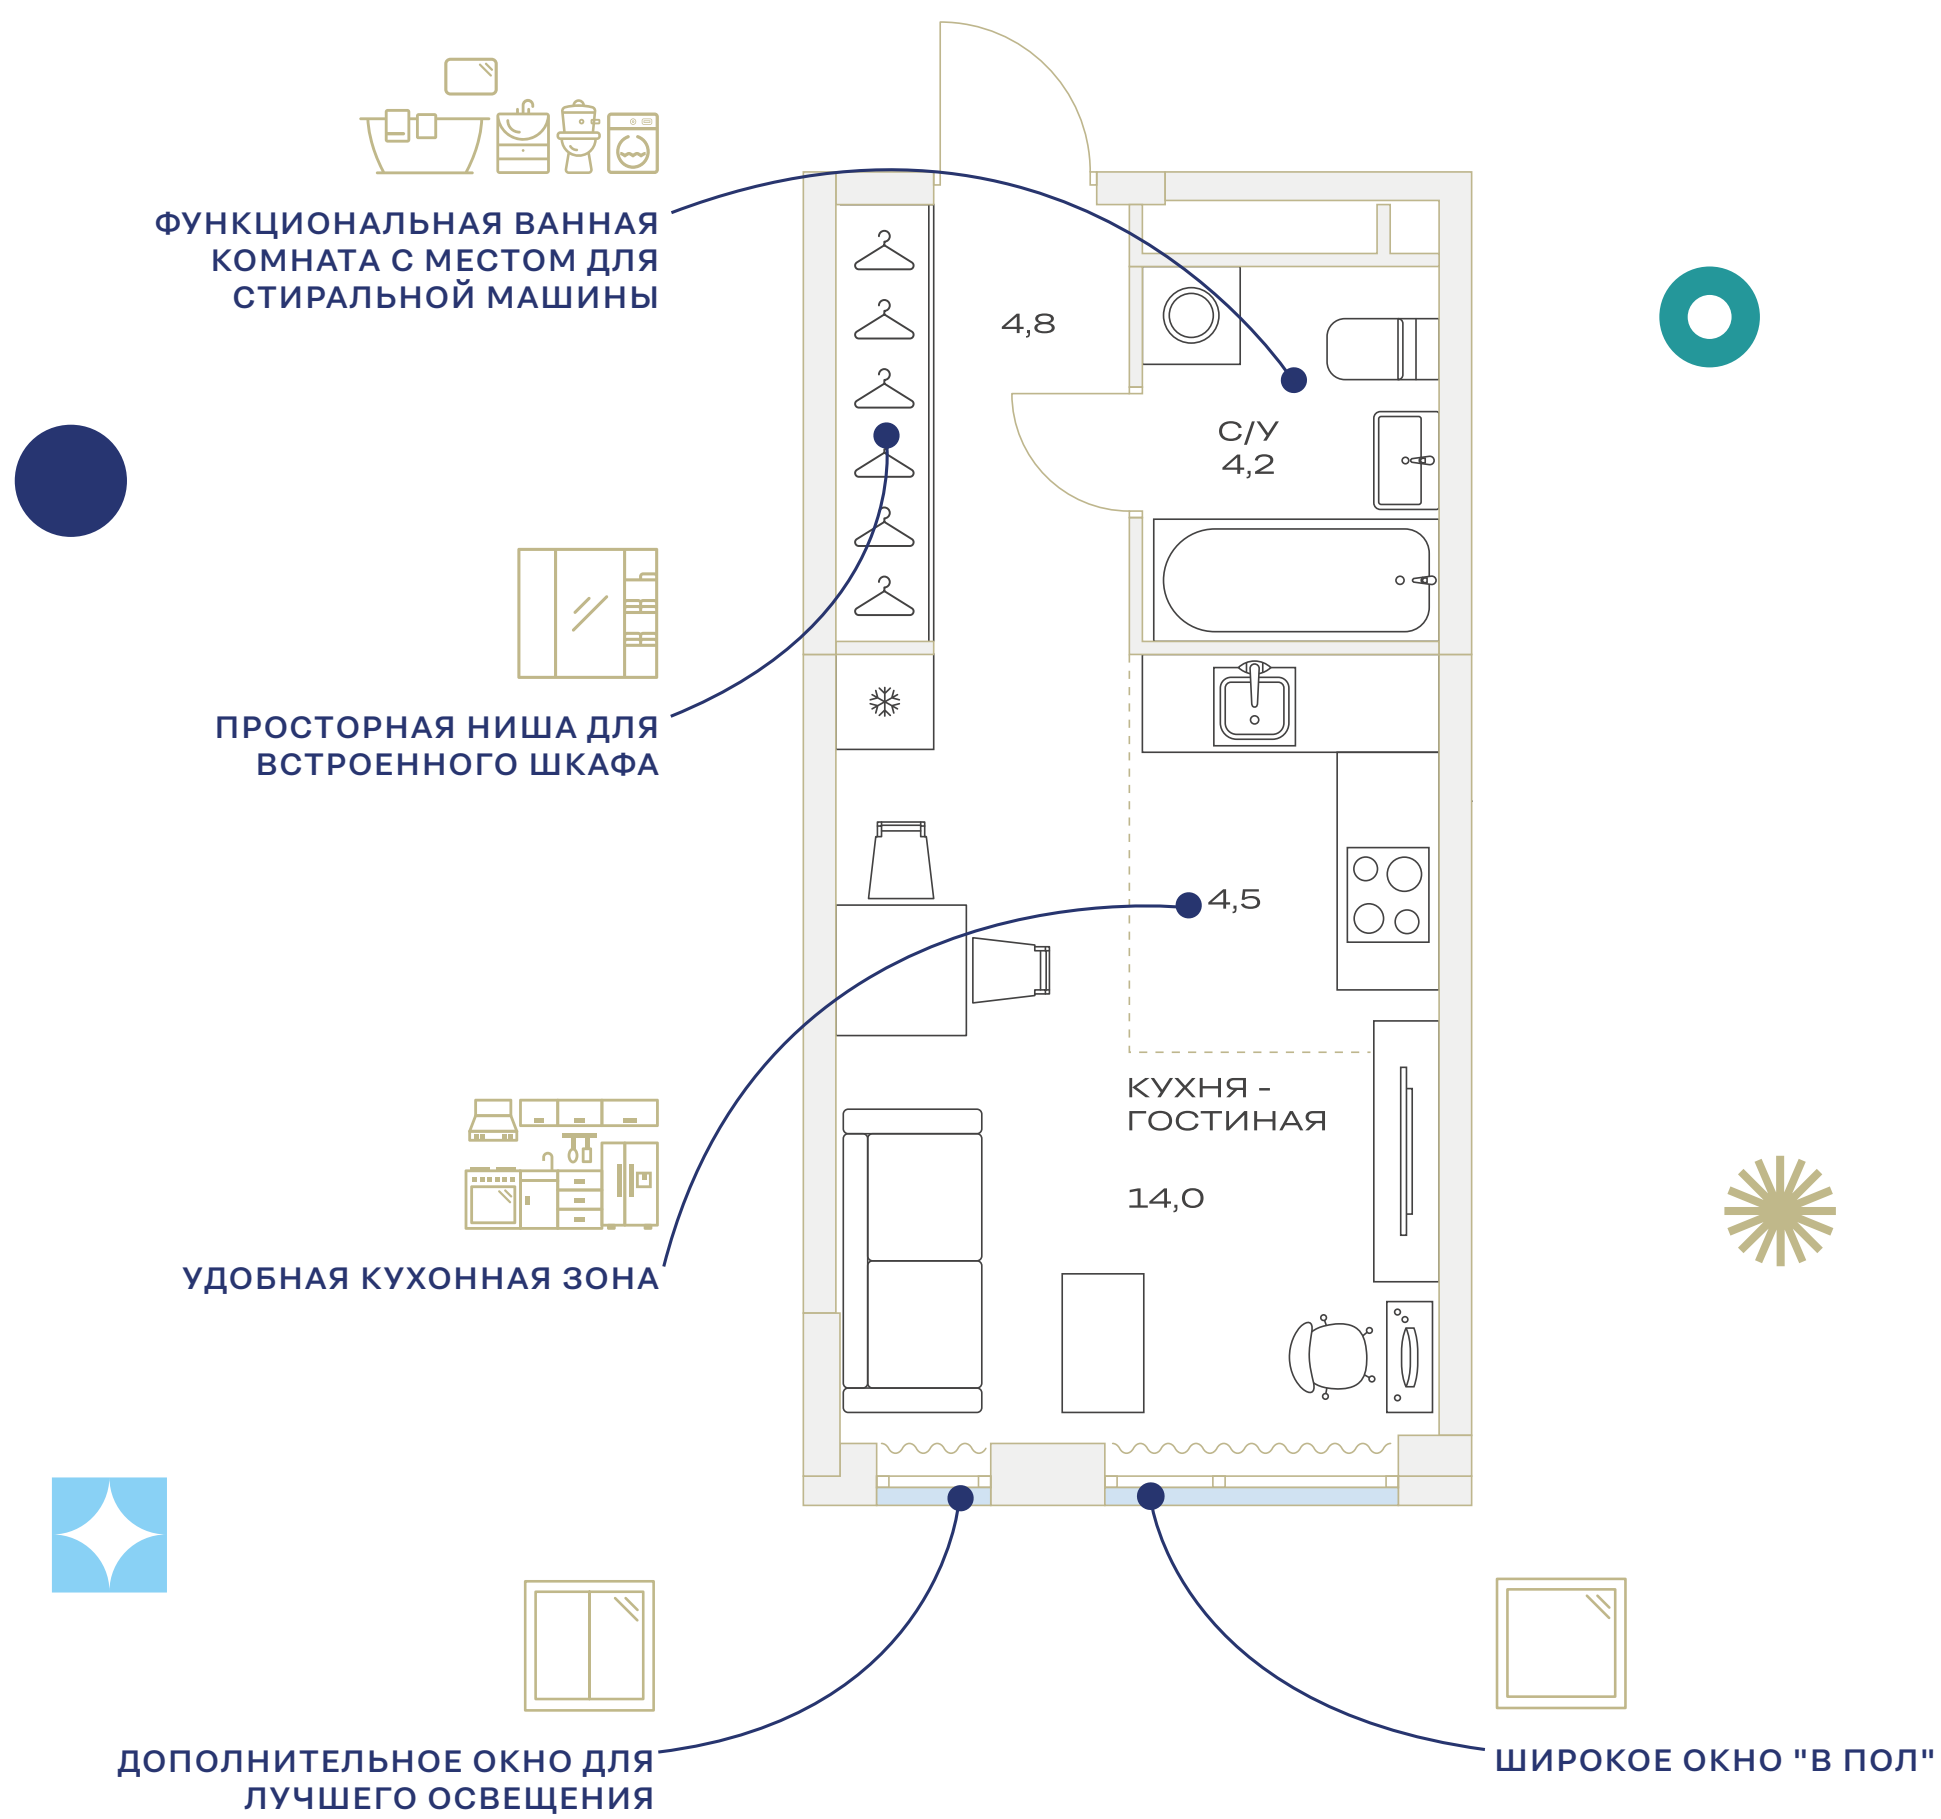 ФУНКЦИОНАЛЬНАЯ ВАННАЯ
КОМНАТА С МЕСТОМ ДЛЯ
СТИРАЛЬНОЙ МАШИНЫ
4,8
С/У
4,2
ПРОСТОРНАЯ НИША ДЛЯ
ВСТРОЕННОГО ШКАФА
4,5
КУХНЯ -
ГОСТИНАЯ
14,0
УДОБНАЯ КУХОННАЯ ЗОНА
ДОПОЛНИТЕЛЬНОЕ ОКНО ДЛЯ
ЛУЧШЕГО ОСВЕЩЕНИЯ
ШИРОКОЕ ОКНО "В ПОЛ"